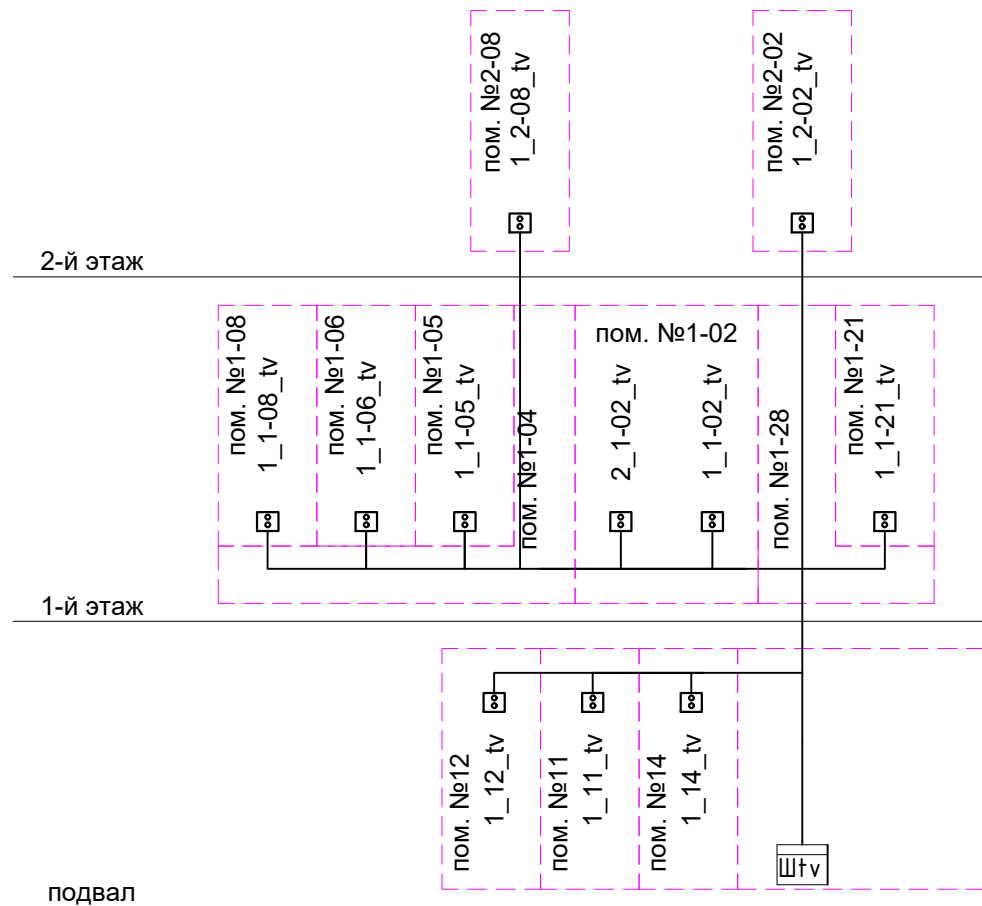 пом. №2-08
1_2-08_tv
пом. №2-02
1_2-02_tv
2-й этаж
пом. №1-08
1_1-08_tv
пом. №1-06
1_1-06_tv
пом. №1-05
1_1-05_tv
пом. №1-04
пом. №1-02
2_1-02_tv
1_1-02_tv
пом. №1-28
пом. №1-21
1_1-21_tv
1-й этаж
пом. №12
1_12_tv
пом. №11
1_11_tv
пом. №14
1_14_tv
Шtv
подвал